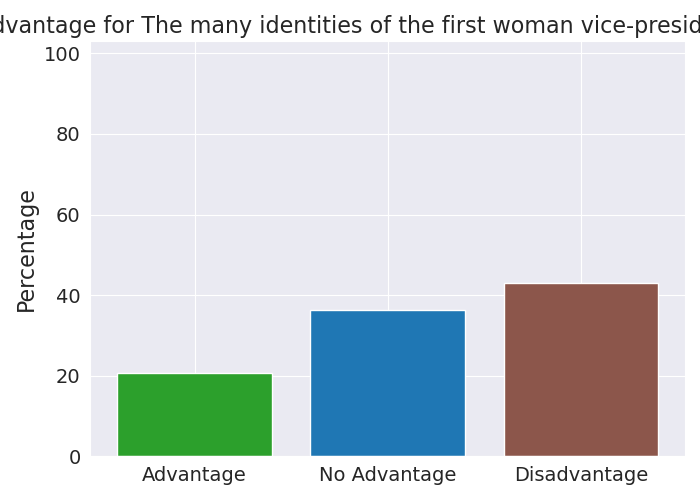 dvantage for The many identities of the first woman vice-presid
100
80
60
40
20
0
Percentage
Advantage No Advantage Disadvantage